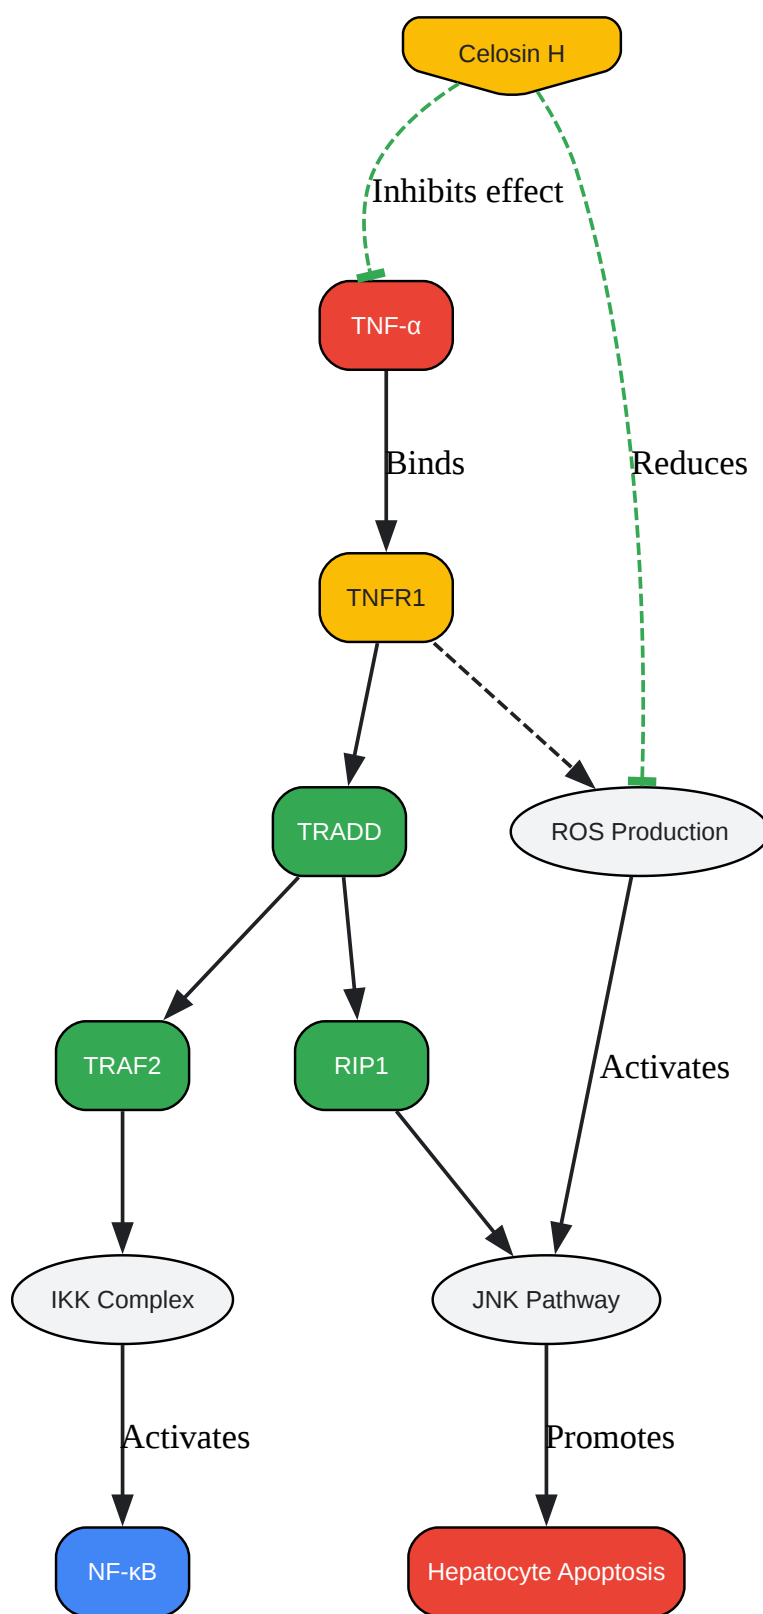 Celosin H
Inhibits effect
TNF-α
Binds
Reduces
TNFR1
TRADD
ROS Production
TRAF2
RIP1
Activates
IKK Complex
JNK Pathway
Activates
Promotes
NF-κB
Hepatocyte Apoptosis